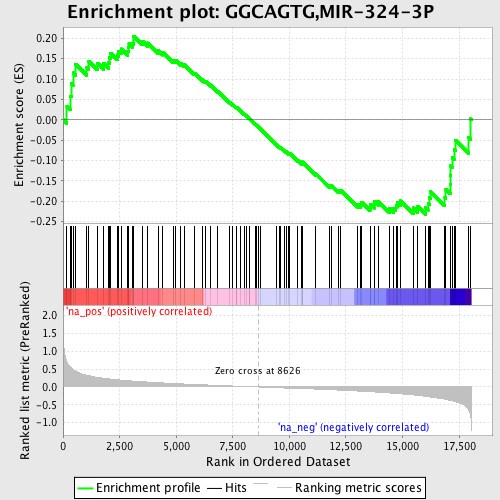 Enrichment plot: GGCAGTG,MIR-324-3P
Enrichment score (ES)
0.20
0.15
0.10
0.05
0.00
-0.05
-0.10
-0.15
-0.20
-0.25
'na_pos' (positively correlated)
Ranked list metric (PreRanked)
2.0
1.5
1.0
0.5
0.0
-0.5
-1.0
Zero cross at 8626
'na_neg' (negatively correlated)
0
2,500
5,000
7,500
10,000
12,500
15,000
17,500
Rank in Ordered Dataset
Enrichment profile
Hits
Ranking metric scores